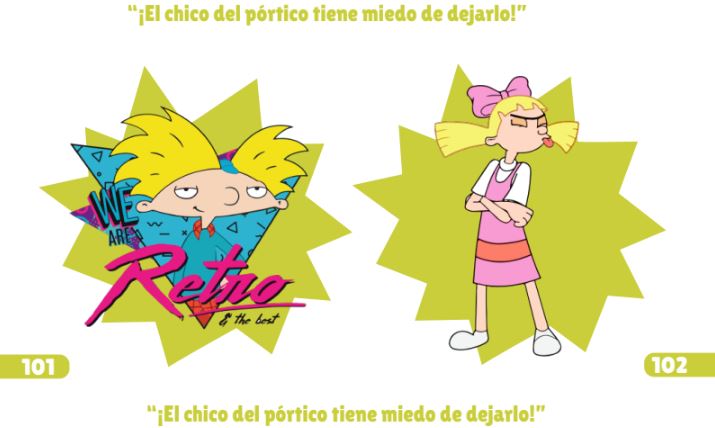 “¡El chico del pórtico tiene miedo de dejarlo!”
WE
ARE
Retro
& the best
101
102
“¡El chico del pórtico tiene miedo de dejarlo!”